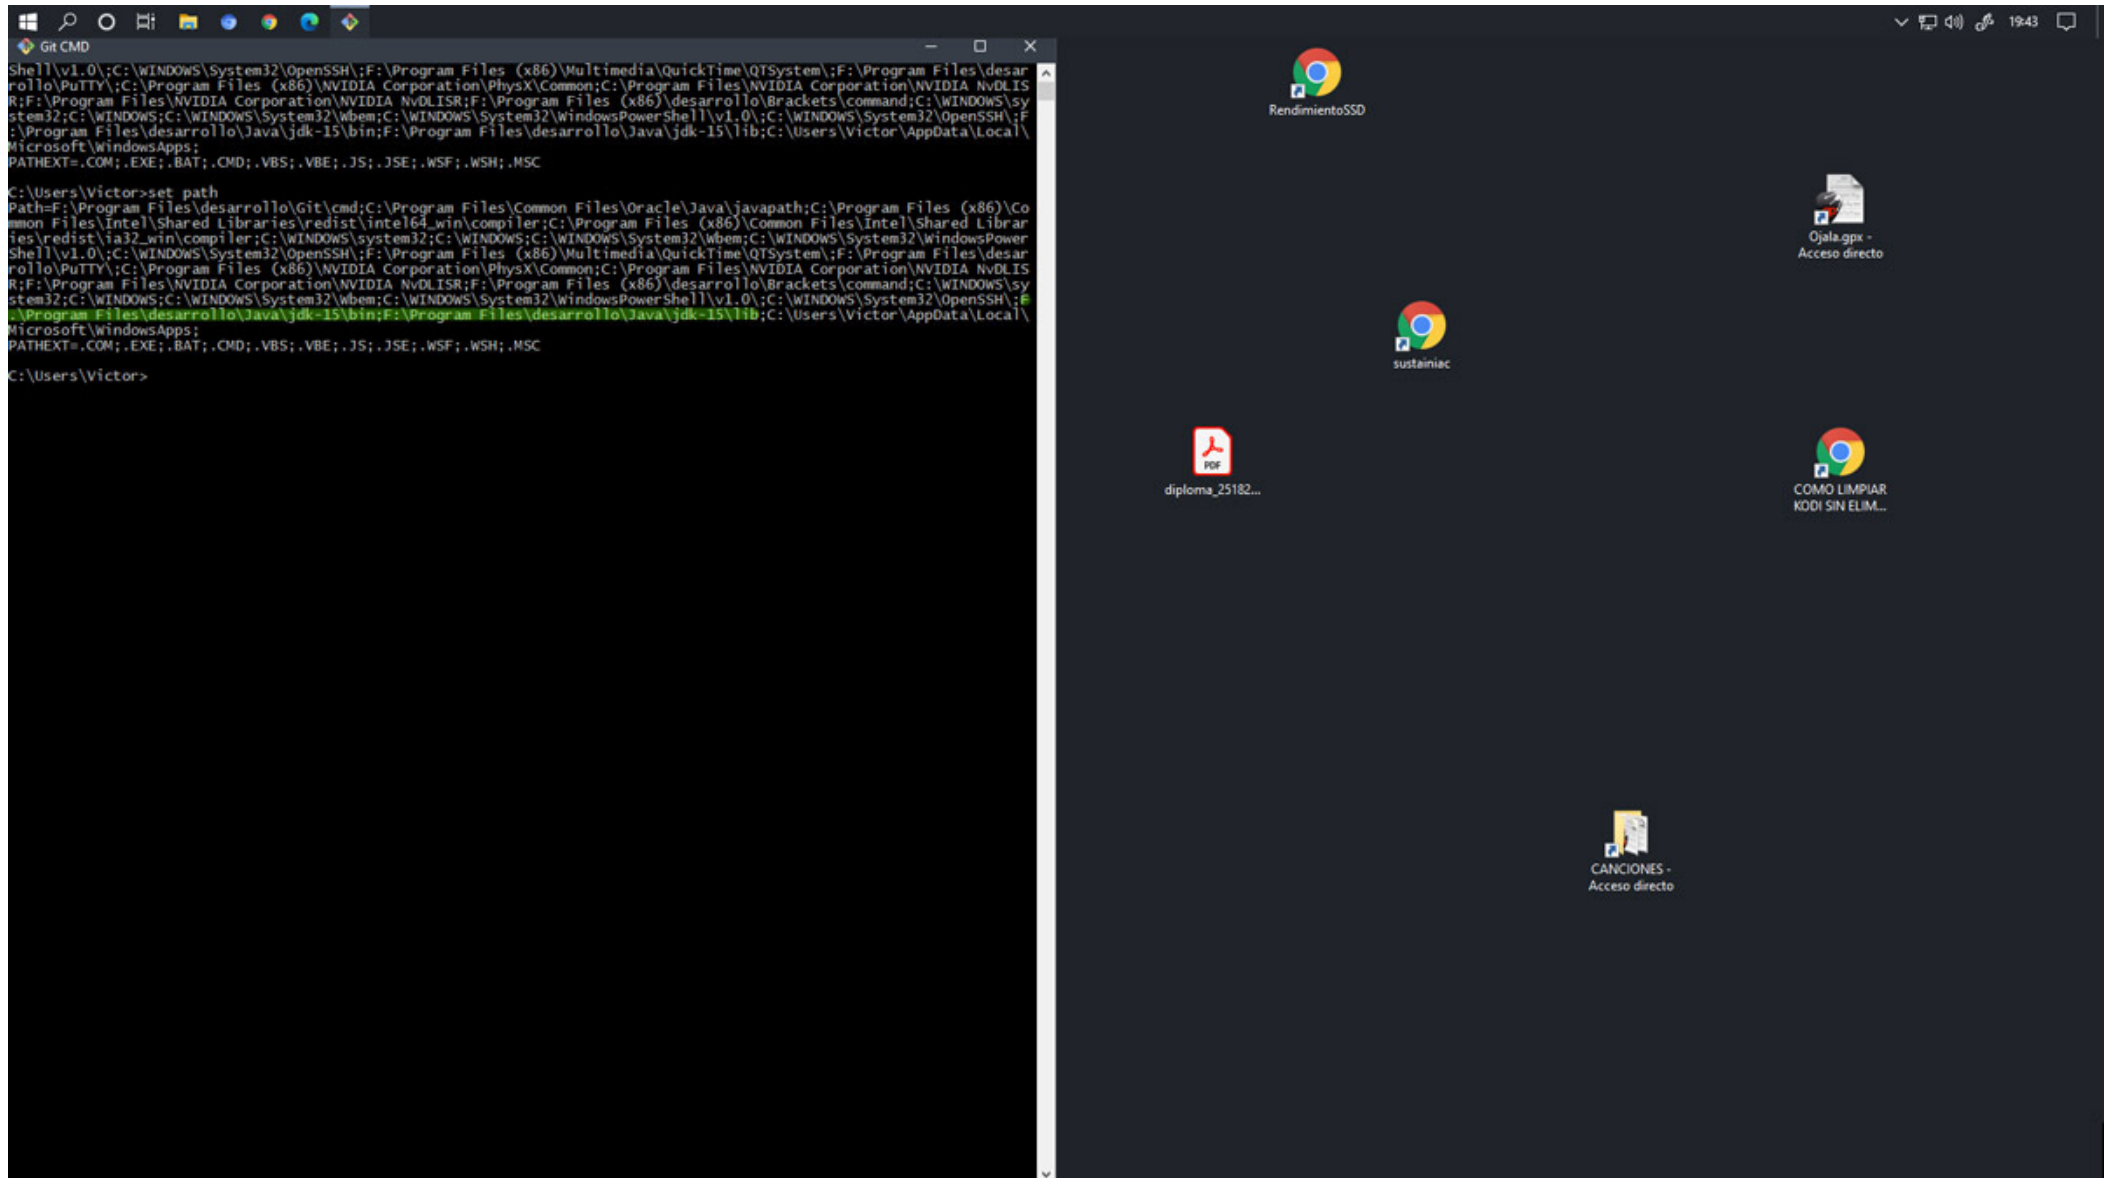 19:43
Git CMD
Shell\v1.0\;C:\WINDOWS\System32\OpenSSH\;F:\Program Files (x86)\Multimedia\QuickTime\QTSystem\;F:\Program Files\desar
rollo\PuTTY\;C:\Program Files (x86)\NVIDIA Corporation\PhysX\Common;C:\Program Files\NVIDIA Corporation\NVIDIA NvDLIS
R;F:\Program Files\NVIDIA Corporation\NVIDIA NvDLISR;F:\Program Files (x86)\desarrollo\Brackets\command;C:\WINDOWS\sy
stem32;C:\WINDOWS;C:\WINDOWS\System32\Wbem;C:\WINDOWS\System32\WindowsPowerShell\v1.0\;C:\WINDOWS\System32\OpenSSH\;F
:\Program Files\desarrollo\Java\jdk-15\bin;F:\Program Files\desarrollo\Java\jdk-15\lib;C:\Users\Victor\AppData\Local\
Microsoft\WindowsApps;
PATHEXT=.COM;.EXE;.BAT;.CMD;.VBS;.VBE;.JS;.JSE;.WSF;.WSH;.MSC
C:\Users\Victor>set path
Path=F:\Program Files\desarrollo\Git\cmd;C:\Program Files\Common Files\Oracle\Java\javapath;C:\Program Files (x86)\Co
mmon Files\Intel\Shared Libraries\redist\intel64_win\compiler;C:\Program Files (x86)\Common Files\Intel\Shared Librar
ies\redist\ia32_win\compiler;C:\WINDOWS\system32;C:\WINDOWS;C:\WINDOWS\System32\Wbem;C:\WINDOWS\System32\WindowsPower
Shell\v1.0\;C:\WINDOWS\System32\OpenSSH\;F:\Program Files (x86)\Multimedia\QuickTime\QTSystem\;F:\Program Files\desar
rollo\PuTTY\;C:\Program Files (x86)\NVIDIA Corporation\PhysX\Common;C:\Program Files\NVIDIA Corporation\NVIDIA NvDLIS
R;F:\Program Files\NVIDIA Corporation\NVIDIA NvDLISR;F:\Program Files (x86)\desarrollo\Brackets\command;C:\WINDOWS\sy
stem32;C:\WINDOWS;C:\WINDOWS\System32\Wbem;C:\WINDOWS\System32\WindowsPowerShell\v1.0\;C:\WINDOWS\System32\OpenSSH\;F
:\Program Files\desarrollo\Java\jdk-15\bin;F:\Program Files\desarrollo\Java\jdk-15\lib;C:\Users\Victor\AppData\Local\
Microsoft\WindowsApps;
PATHEXT=.COM;.EXE;.BAT;.CMD;.VBS;.VBE;.JS;.JSE;.WSF;.WSH;.MSC
C:\Users\Victor>
RendimientoSSD
Ojala.gpx -
Acceso directo
sustainiac
PDF
diploma_25182...
COMO LIMPIAR
KODI SIN ELIM...
CANCIONES -
Acceso directo